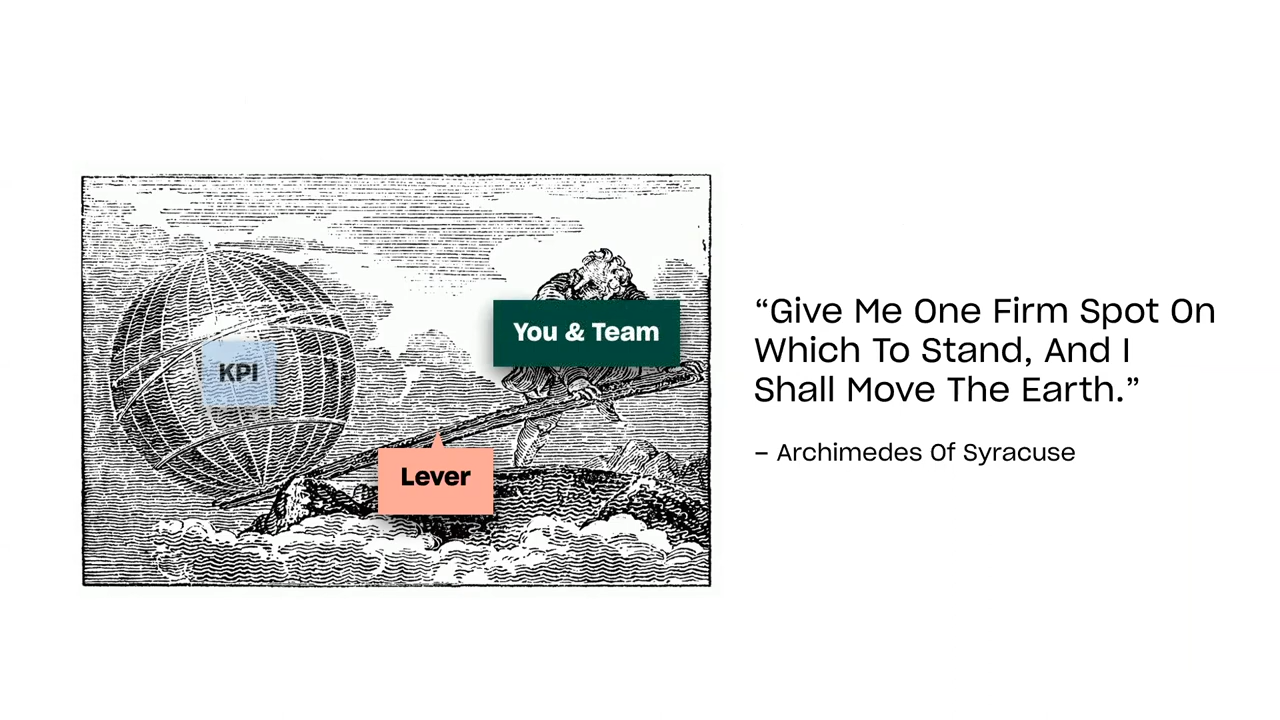 You & Team
KPI
Lever
“Give Me One Firm Spot On
Which To Stand, And I
Shall Move The Earth.”
– Archimedes Of Syracuse